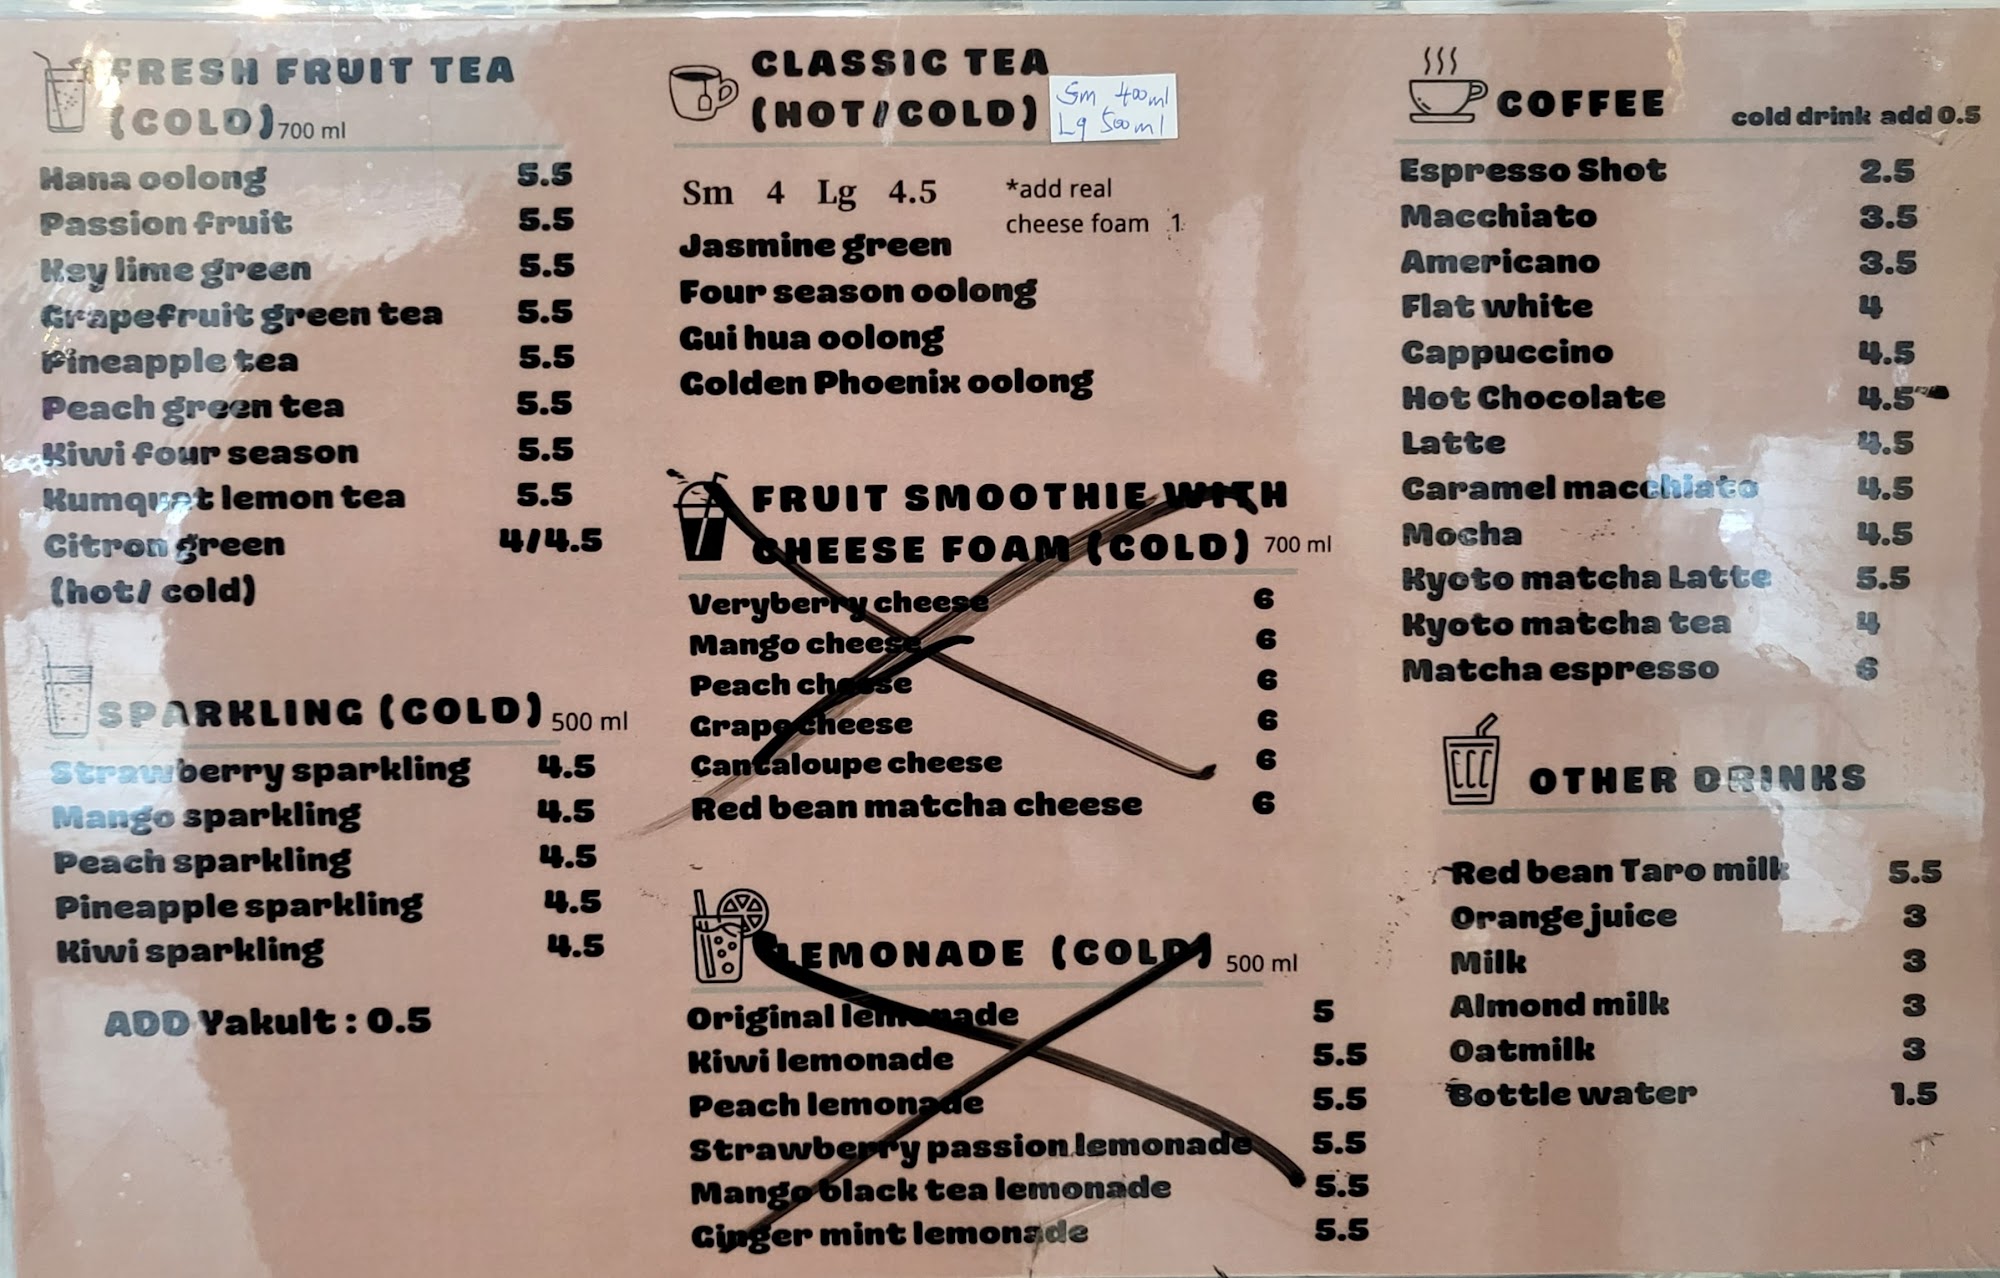 FRESH FRUIT TEA
(COLD) 700 ml
Hana oolong 5.5
Passion fruit 5.5
Key lime green 5.5
Grapefruit green tea 5.5
Pineapple tea 5.5
Peach green tea 5.5
Kiwi four season 5.5
Kumquat lemon tea 5.5
Citron green 4/4.5
(hot/ cold)
SPARKLING (COLD) 500 ml
Strawberry sparkling 4.5
Mango sparkling 4.5
Peach sparkling 4.5
Pineapple sparkling 4.5
Kiwi sparkling 4.5
ADD Yakult : 0.5
CLASSIC TEA
(HOT/COLD)
Sm 400ml
Lg 500ml
Sm 4 Lg 4.5
*add real
cheese foam 1
Jasmine green
Four season oolong
Gui hua oolong
Golden Phoenix oolong
FRUIT SMOOTHIE WITH
CHEESE FOAM (COLD) 700 ml
Veryberry cheese 6
Mango cheese 6
Peach cheese 6
Grape cheese 6
Cantaloupe cheese 6
Red bean matcha cheese 6
LEMONADE (COLD) 500 ml
Original lemonade 5
Kiwi lemonade 5.5
Peach lemonade 5.5
Strawberry passion lemonade 5.5
Mango black tea lemonade 5.5
Ginger mint lemonade 5.5
COFFEE cold drink add 0.5
Espresso Shot 2.5
Macchiato 3.5
Americano 3.5
Flat white 4
Cappuccino 4.5
Hot Chocolate 4.5
Latte 4.5
Caramel macchiato 4.5
Mocha 4.5
Kyoto matcha Latte 5.5
Kyoto matcha tea 4
Matcha espresso 6
OTHER DRINKS
Red bean Taro milk 5.5
Orange juice 3
Milk 3
Almond milk 3
Oatmilk 3
Bottle water 1.5